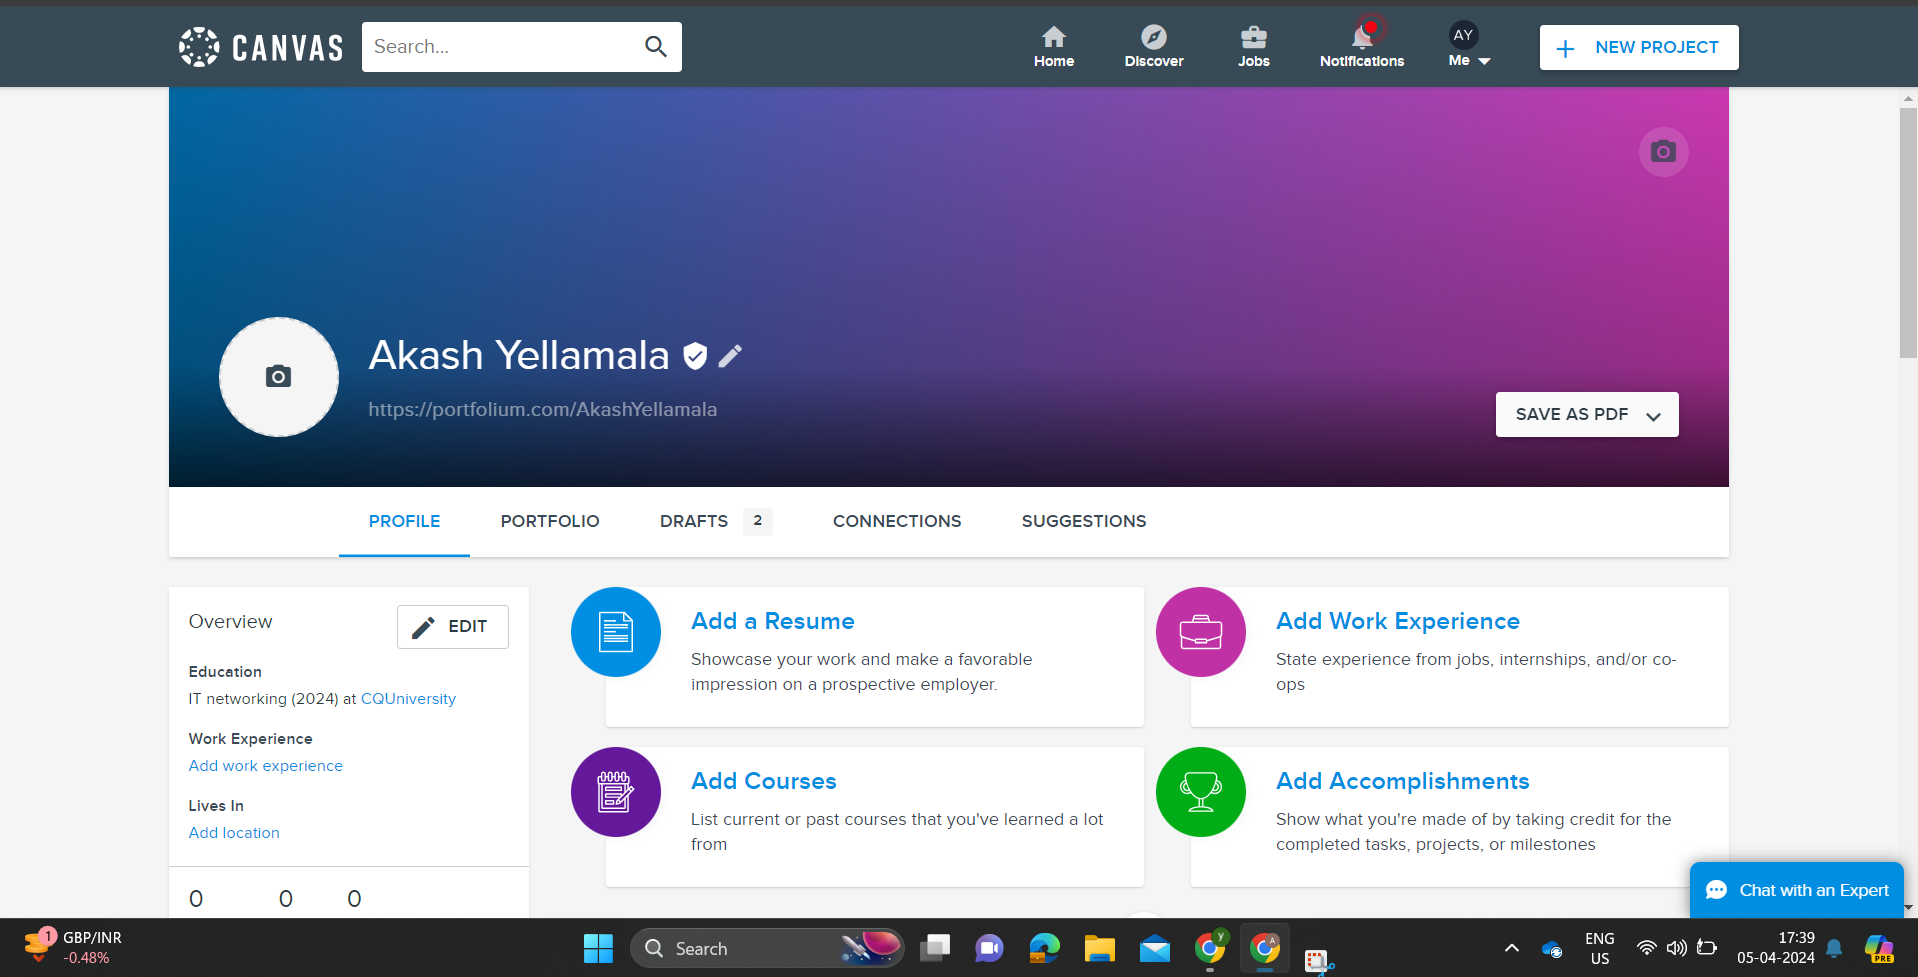 CANVAS
Search...
Home
Discover
Jobs
Notifications
AY
Me
NEW PROJECT
Akash Yellamala
https://portfolium.com/AkashYellamala
SAVE AS PDF
PROFILE
PORTFOLIO
DRAFTS 2
CONNECTIONS
SUGGESTIONS
Overview
EDIT
Education
IT networking (2024) at CQUniversity
Work Experience
Add work experience
Lives In
Add location
0 0 0
Add a Resume
Showcase your work and make a favorable
impression on a prospective employer.
Add Work Experience
State experience from jobs, internships, and/or co-
ops
Add Courses
List current or past courses that you've learned a lot
from
Add Accomplishments
Show what you're made of by taking credit for the
completed tasks, projects, or milestones
Chat with an Expert
1
GBP/INR
-0.48%
Search
y
A
ENG
US
17:39
05-04-2024
PRE